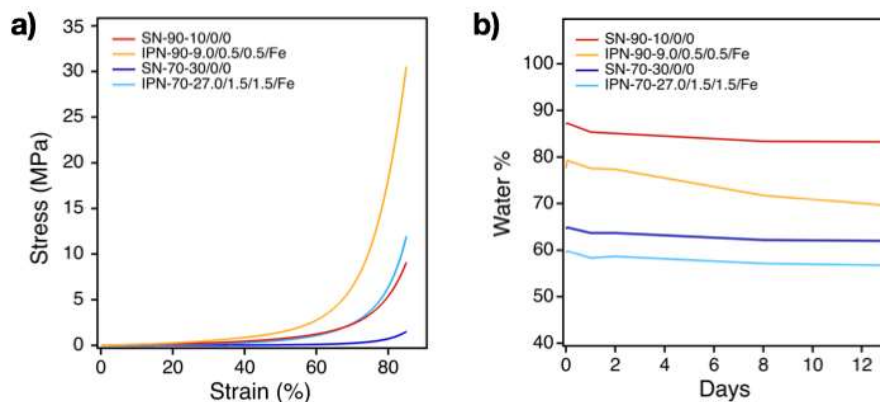 a)
SN-90-10/0/0
IPN-90-9.0/0.5/0.5/Fe
SN-70-30/0/0
IPN-70-27.0/1.5/1.5/Fe
35
30
25
20
15
10
5
0
Stress (MPa)
0 20 40 60 80
Strain (%)
b)
SN-90-10/0/0
IPN-90-9.0/0.5/0.5/Fe
SN-70-30/0/0
IPN-70-27.0/1.5/1.5/Fe
100
90
80
70
60
50
40
Water %
0 2 4 6 8 10 12
Days